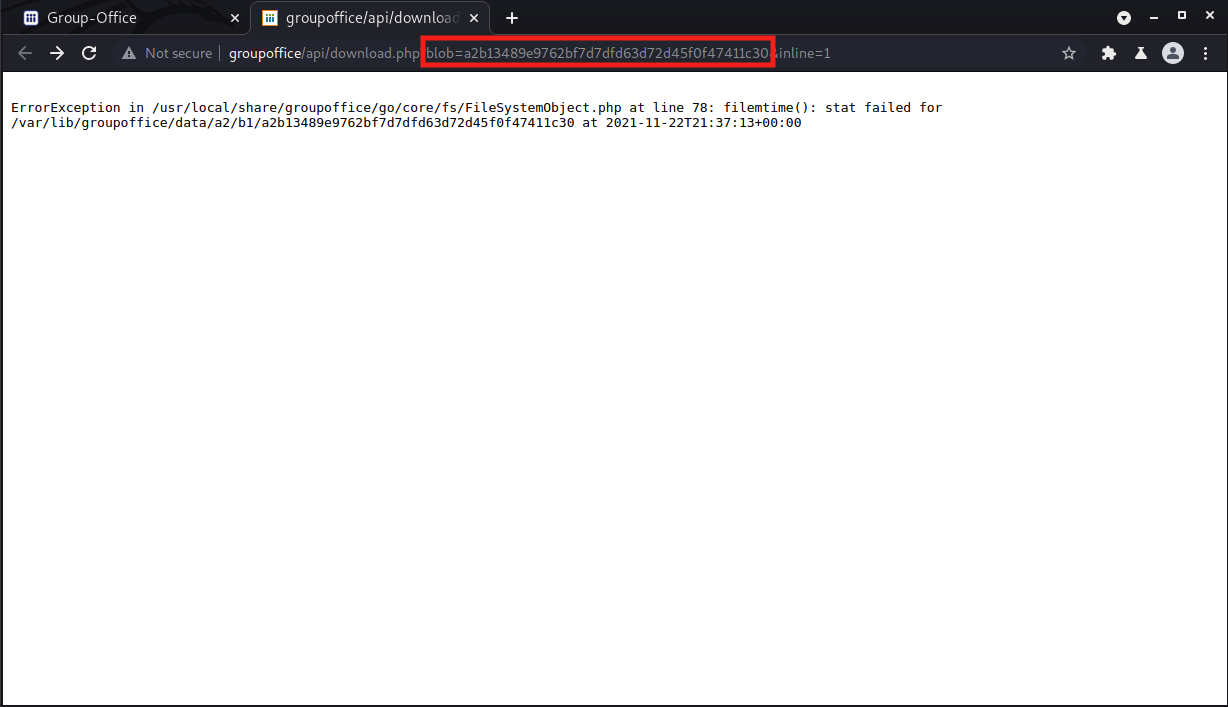 Group-Office
groupoffice/api/download
Not secure
groupoffice/api/download.php?blob=a2b13489e9762bf7d7dfd63d72d45f0f47411c30&inline=1
ErrorException in /usr/local/share/groupoffice/go/core/fs/FileSystemObject.php at line 78: filemtime(): stat failed for
/var/lib/groupoffice/data/a2/b1/a2b13489e9762bf7d7dfd63d72d45f0f47411c30 at 2021-11-22T21:37:13+00:00